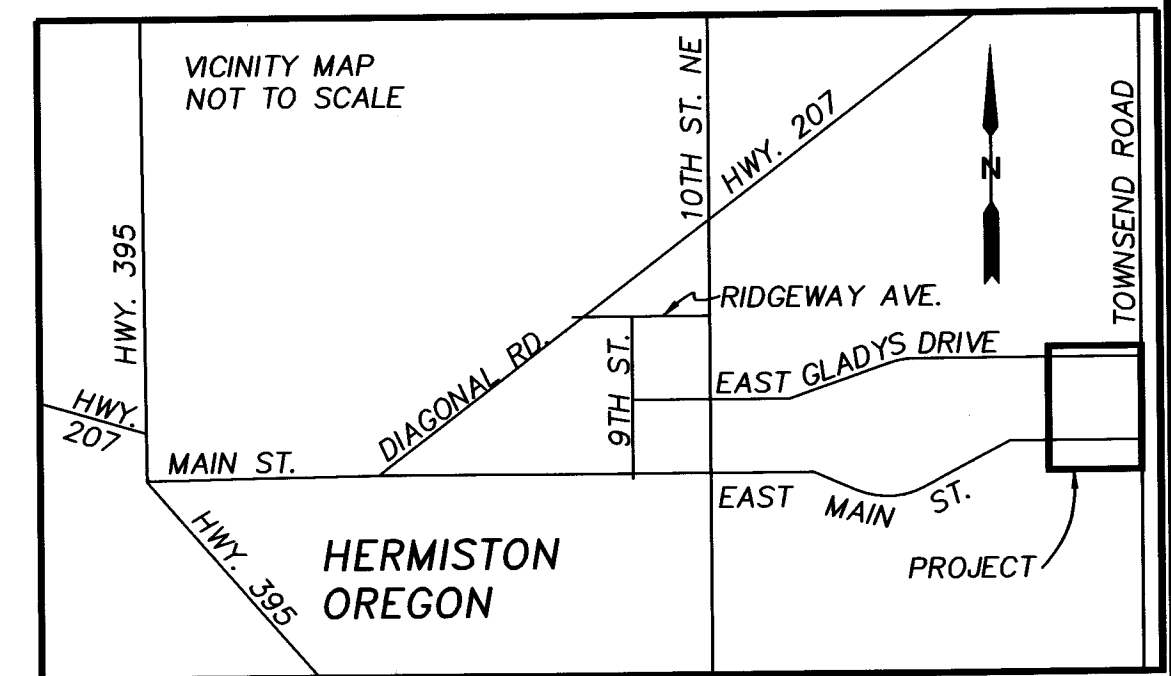 VICINITY MAP
NOT TO SCALE
HWY. 395
10TH ST. NE
HWY. 207
N
TOWNSEND ROAD
RIDGEWAY AVE.
DIAGONAL RD.
9TH ST.
EAST GLADYS DRIVE
HWY.
207
MAIN ST.
EAST MAIN ST.
HWY. 395
HERMISTON
OREGON
PROJECT